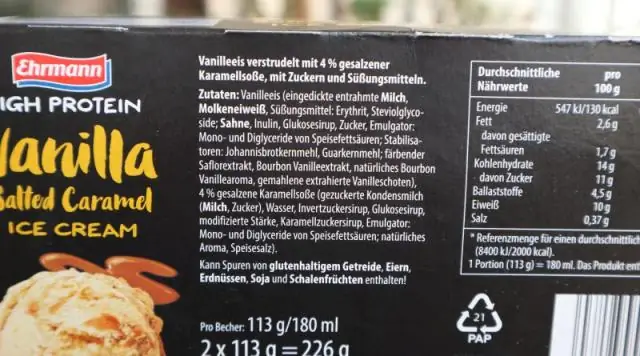 Ehrmann
IGH PROTEIN
Vanilla
Salted Caramel
ICE CREAM
Vanilleeis verstrudelt mit 4 % gesalzener
Karamellsoße, mit Zuckern und Süßungsmitteln.
Zutaten: Vanilleeis (eingedickte entrahmte Milch,
Molkeneiweiß, Süßungsmittel: Erythrit, Steviolglyco-
side; Sahne, Inulin, Glukosesirup, Zucker, Emulgator:
Mono- und Diglyceride von Speisefettsäuren; Stabilisa-
toren: Johannisbrotkernmehl, Guarkernmehl; färbender
Saflorextrakt, Bourbon Vanilleextrakt, natürliches Bourbon
Vanillearoma, gemahlene extrahierte Vanilleschoten),
4 % gesalzene Karamellsoße (gezuckerte Kondensmilch
(Milch, Zucker), Wasser, Invertzuckersirup, Glukosesirup,
modifizierte Stärke, Karamellzuckersirup, Emulgator:
Mono- und Diglyceride von Speisefettsäuren; natürliches
Aroma, Speisesalz).
Kann Spuren von glutenhaltigem Getreide, Eiern,
Erdnüssen, Soja und Schalenfrüchten enthalten!
Pro Becher: 113 g/180 ml
2 x 113 g = 226 g
Durchschnittliche pro
Nährwerte 100 g
Energie 547 kJ/130 kcal
Fett 2,6 g
davon gesättigte
Fettsäuren 1,7 g
Kohlenhydrate 14 g
davon Zucker 11 g
Ballaststoffe 4,5 g
Eiweiß 10 g
Salz 0,37 g
* Referenzmenge für einen durchschnittlich
(8400 kJ/2000 kcal).
1 Portion (113 g) = 180 ml. Das Produkt ent
21
PAP